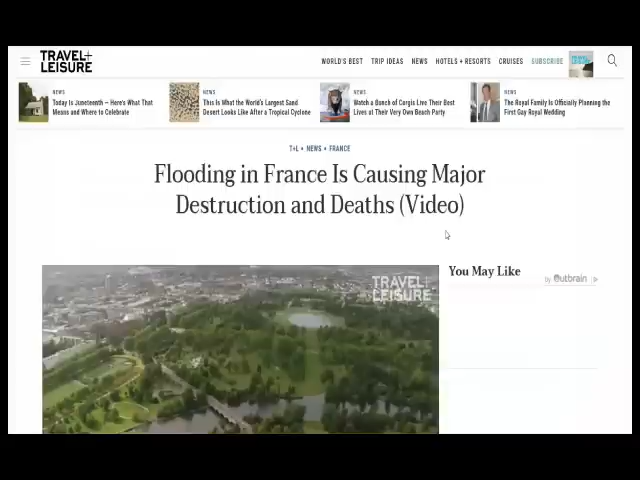 TRAVEL+
LEISURE
WORLD'S BEST TRIP IDEAS NEWS HOTELS + RESORTS CRUISES SUBSCRIBE
NEWS
Today Is Juneteenth – Here's What That
Means and Where to Celebrate
NEWS
This Is What the World's Largest Sand
Desert Looks Like After a Tropical Cyclone
NEWS
Watch a Bunch of Corgis Live Their Best
Lives at Their Very Own Beach Party
NEWS
The Royal Family Is Officially Planning the
First Gay Royal Wedding
T+L • NEWS • FRANCE
Flooding in France Is Causing Major
Destruction and Deaths (Video)
TRAVEL+
LEISURE
You May Like
by Outbrain